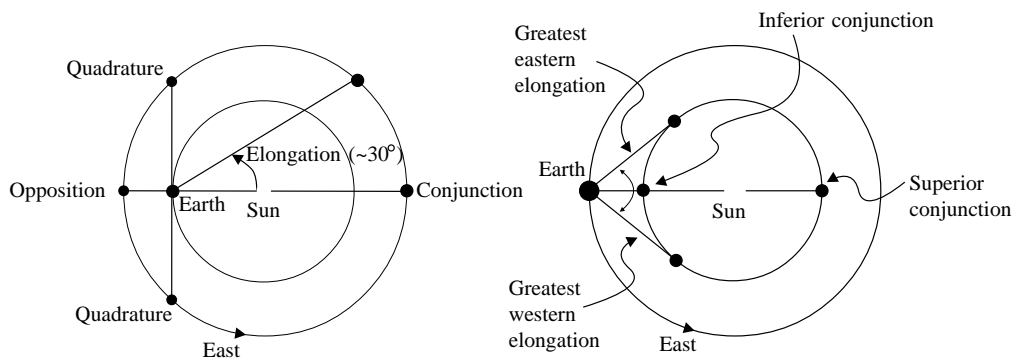 Quadrature
Elongation (~30°)
Opposition
Earth
Sun
Conjunction
Quadrature
East
Inferior conjunction
Greatest
eastern
elongation
Earth
Sun
Superior
conjunction
Greatest
western
elongation
East